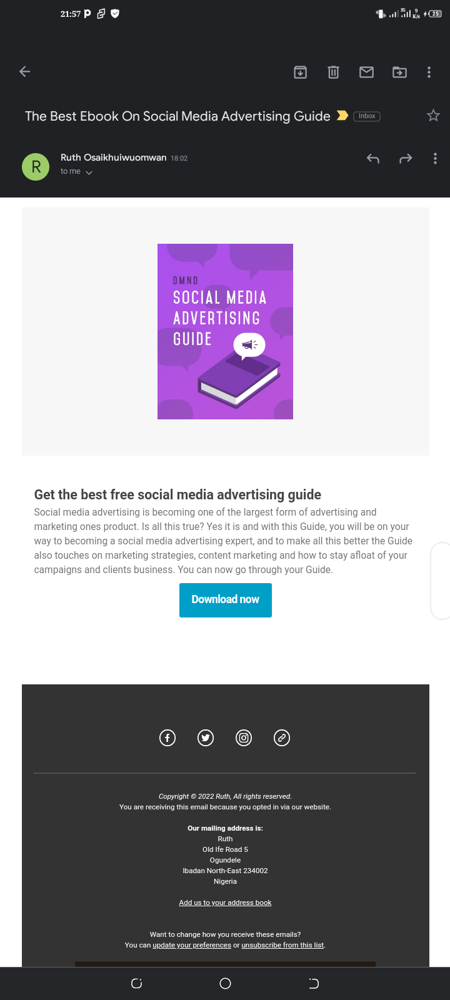 21:57
3G
9
K/s
25
The Best Ebook On Social Media Advertising Guide
Inbox
R
Ruth Osaikhuiwuomwan 18:02
to me
DMND
SOCIAL MEDIA
ADVERTISING
GUIDE
Get the best free social media advertising guide
Social media advertising is becoming one of the largest form of advertising and
marketing ones product. Is all this true? Yes it is and with this Guide, you will be on your
way to becoming a social media advertising expert, and to make all this better the Guide
also touches on marketing strategies, content marketing and how to stay afloat of your
campaigns and clients business. You can now go through your Guide.
Download now
Copyright © 2022 Ruth, All rights reserved.
You are receiving this email because you opted in via our website.
Our mailing address is:
Ruth
Old Ife Road 5
Ogundele
Ibadan North-East 234002
Nigeria
Add us to your address book
Want to change how you receive these emails?
You can update your preferences or unsubscribe from this list.